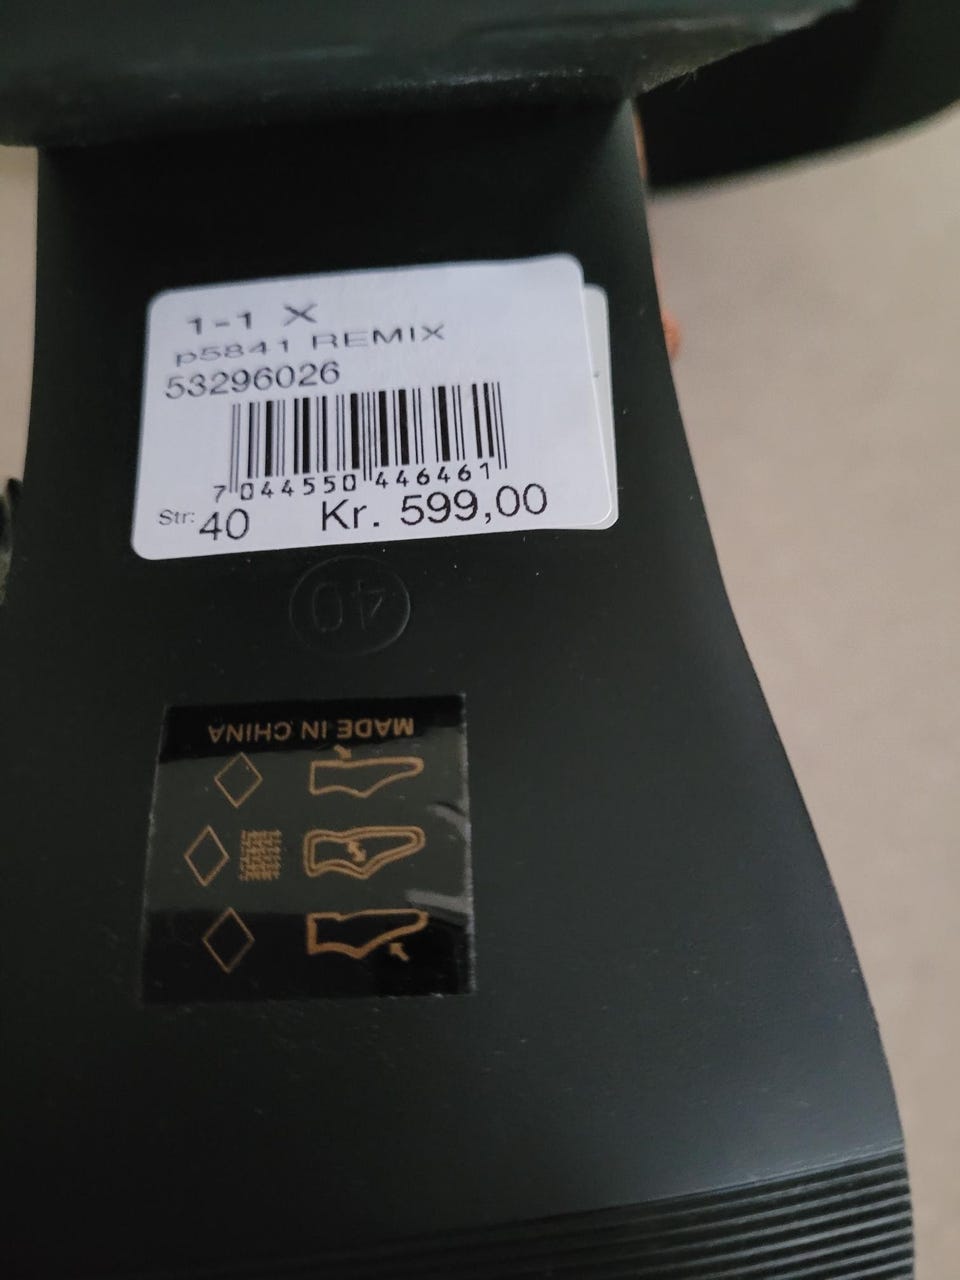 1-1 X
p5841 REMIX
53296026
7 044550 446461
Str: 40 Kr. 599,00
40
MADE IN CHINA